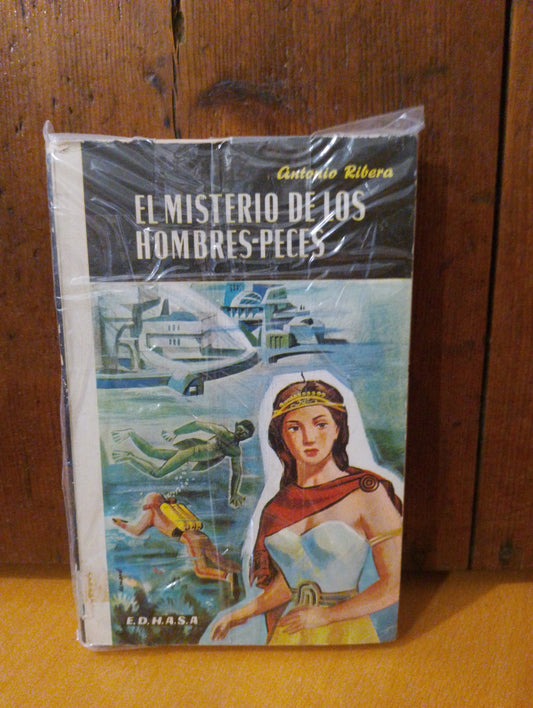 Antonio Ribera
EL MISTERIO DE LOS
HOMBRES-PECES
E.D.H.A.S.A